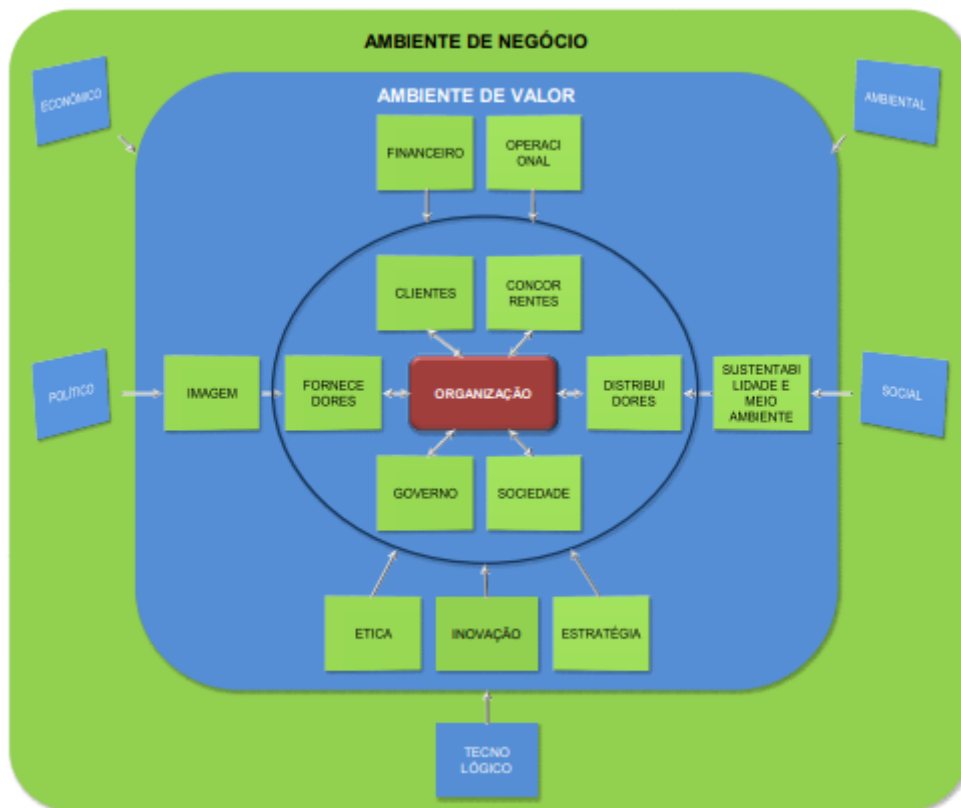 AMBIENTE DE NEGÓCIO
ECONÔMICO
AMBIENTAL
AMBIENTE DE VALOR
FINANCEIRO
OPERACI
ONAL
CLIENTES
CONCOR
RENTES
POLÍTICO
IMAGEM
FORNECE
DORES
ORGANIZAÇÃO
DISTRIBUI
DORES
SUSTENTABI
LIDADE E
MEIO
AMBIENTE
SOCIAL
GOVERNO
SOCIEDADE
ETICA
INOVAÇÃO
ESTRATÉGIA
TECNO
LÓGICO